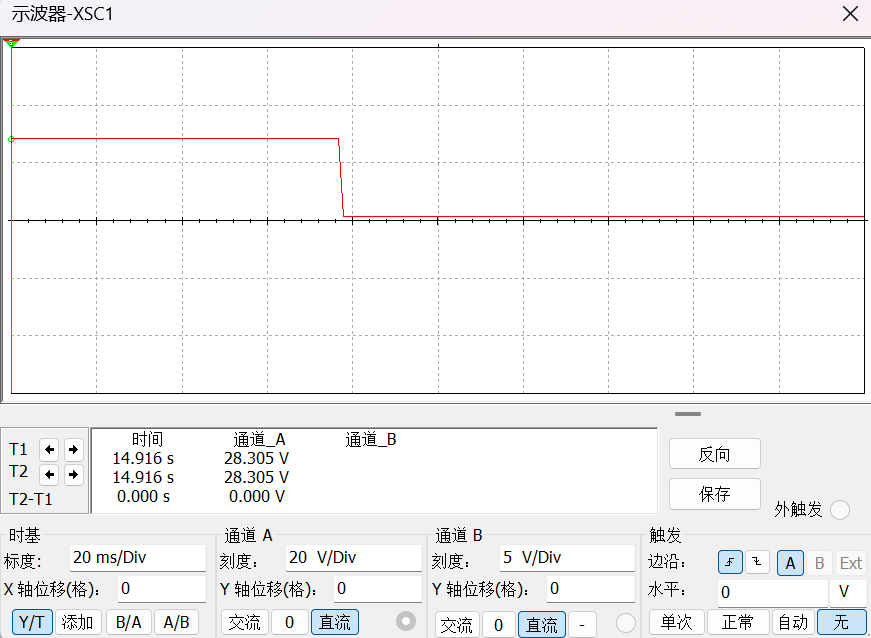 示波器-XSC1
时间 通道_A 通道_B
T1 14.916 s 28.305 V
T2 14.916 s 28.305 V
T2-T1 0.000 s 0.000 V
反向
保存
外触发
时基
标度： 20 ms/Div
X 轴位移(格)： 0
Y/T 添加 B/A A/B
通道 A
刻度： 20 V/Div
Y 轴位移(格)： 0
交流 0 直流
通道 B
刻度： 5 V/Div
Y 轴位移(格)： 0
交流 0 直流 -
触发
边沿： A B Ext
水平： 0 V
单次 正常 自动 无